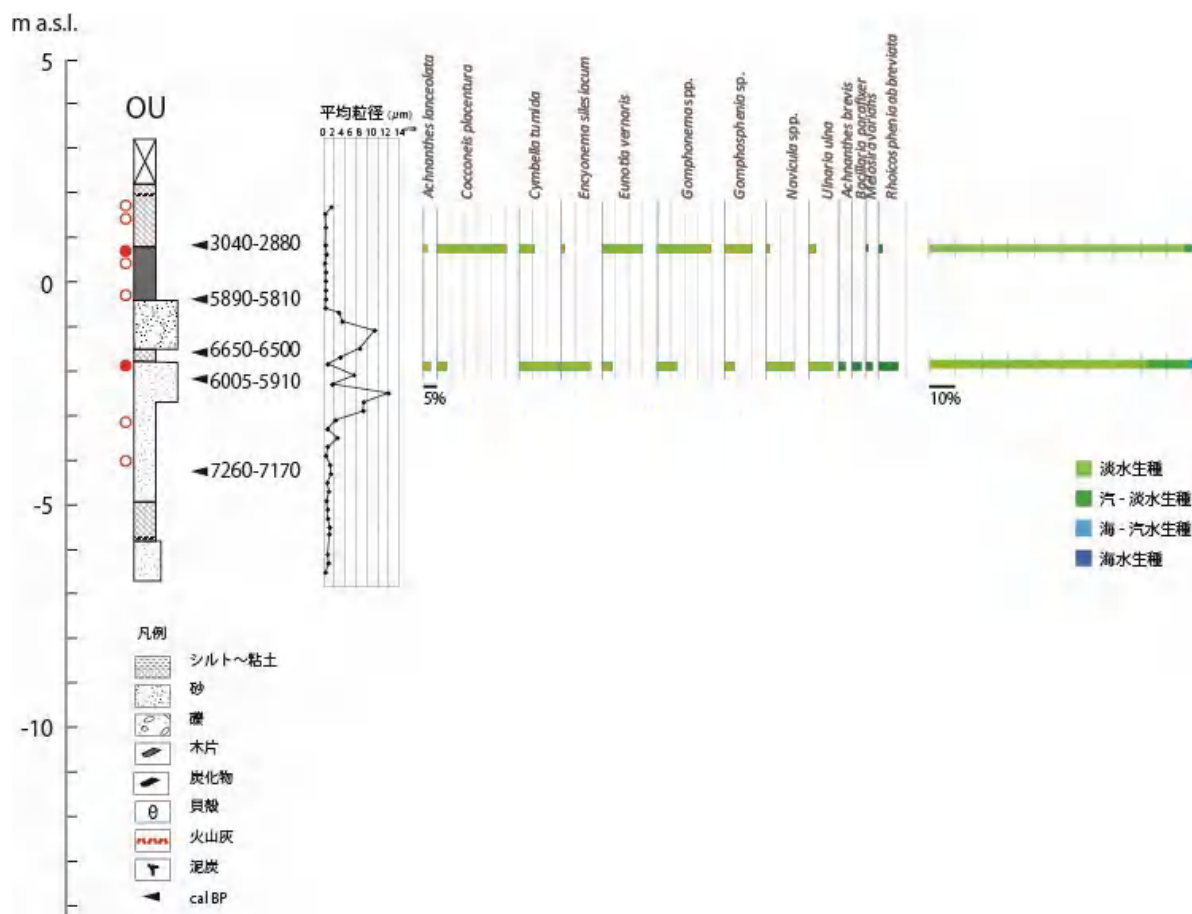 m a.s.l.
5
0
-5
-10
OU
3040-2880
5890-5810
6650-6500
6005-5910
7260-7170
平均粒径 (μm)
0 2 4 6 8 10 12 14
Achnanthes lanceolata
Cocconeis placentura
Cymbella tumida
Encyonema silesiacum
Eunotia vernaris
Gomphonema spp.
Gomphosphenia sp.
Navicula spp.
Ulnaria ulna
Achnanthes brevis
Bacillaria parafixer
Melosira varians
Rhoicosphenia abbreviata
5%
10%
淡水生種
汽 - 淡水生種
海 - 汽水生種
海水生種
凡例
シルト～粘土
砂
礫
木片
炭化物
貝殻
火山灰
泥炭
cal BP